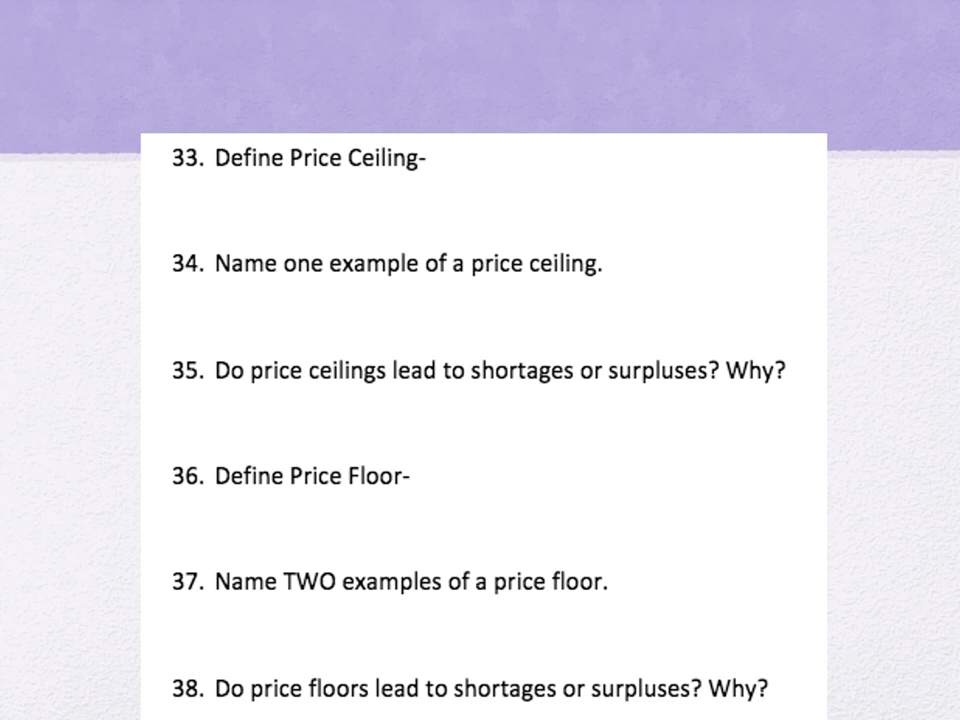 33. Define Price Ceiling-
34. Name one example of a price ceiling.
35. Do price ceilings lead to shortages or surpluses? Why?
36. Define Price Floor-
37. Name TWO examples of a price floor.
38. Do price floors lead to shortages or surpluses? Why?